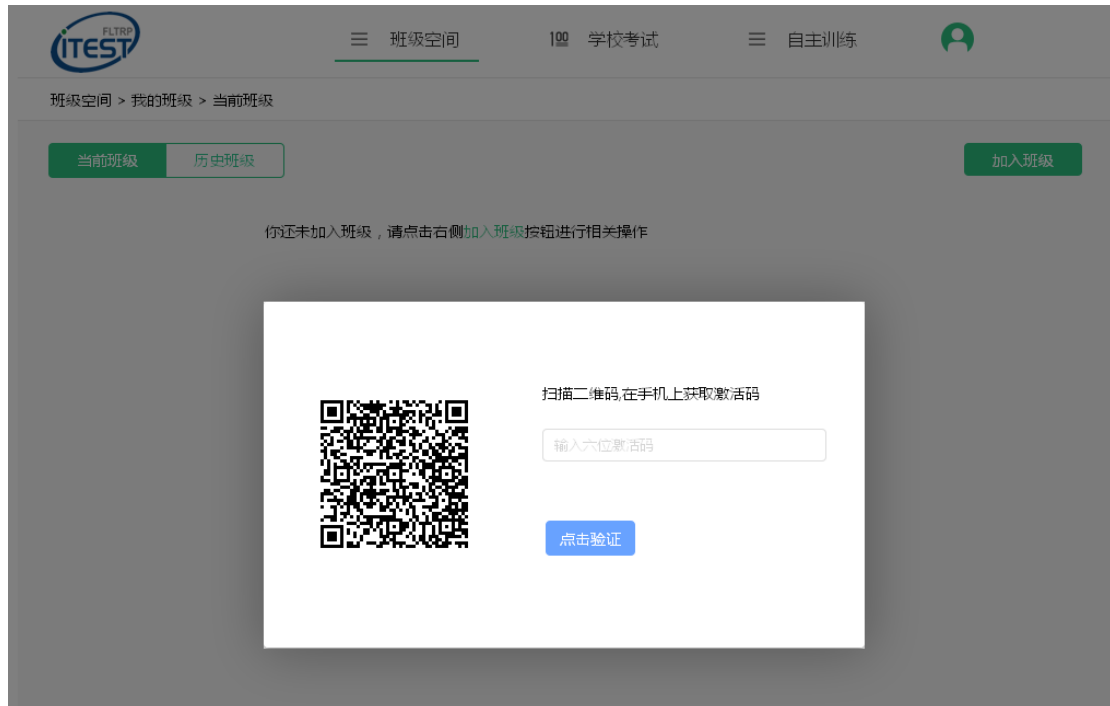 FLTRP
iTEST
班级空间
100 学校考试
自主训练
班级空间 > 我的班级 > 当前班级
当前班级
历史班级
加入班级
你还未加入班级，请点击右侧加入班级按钮进行相关操作
扫描二维码,在手机上获取激活码
输入六位激活码
点击验证